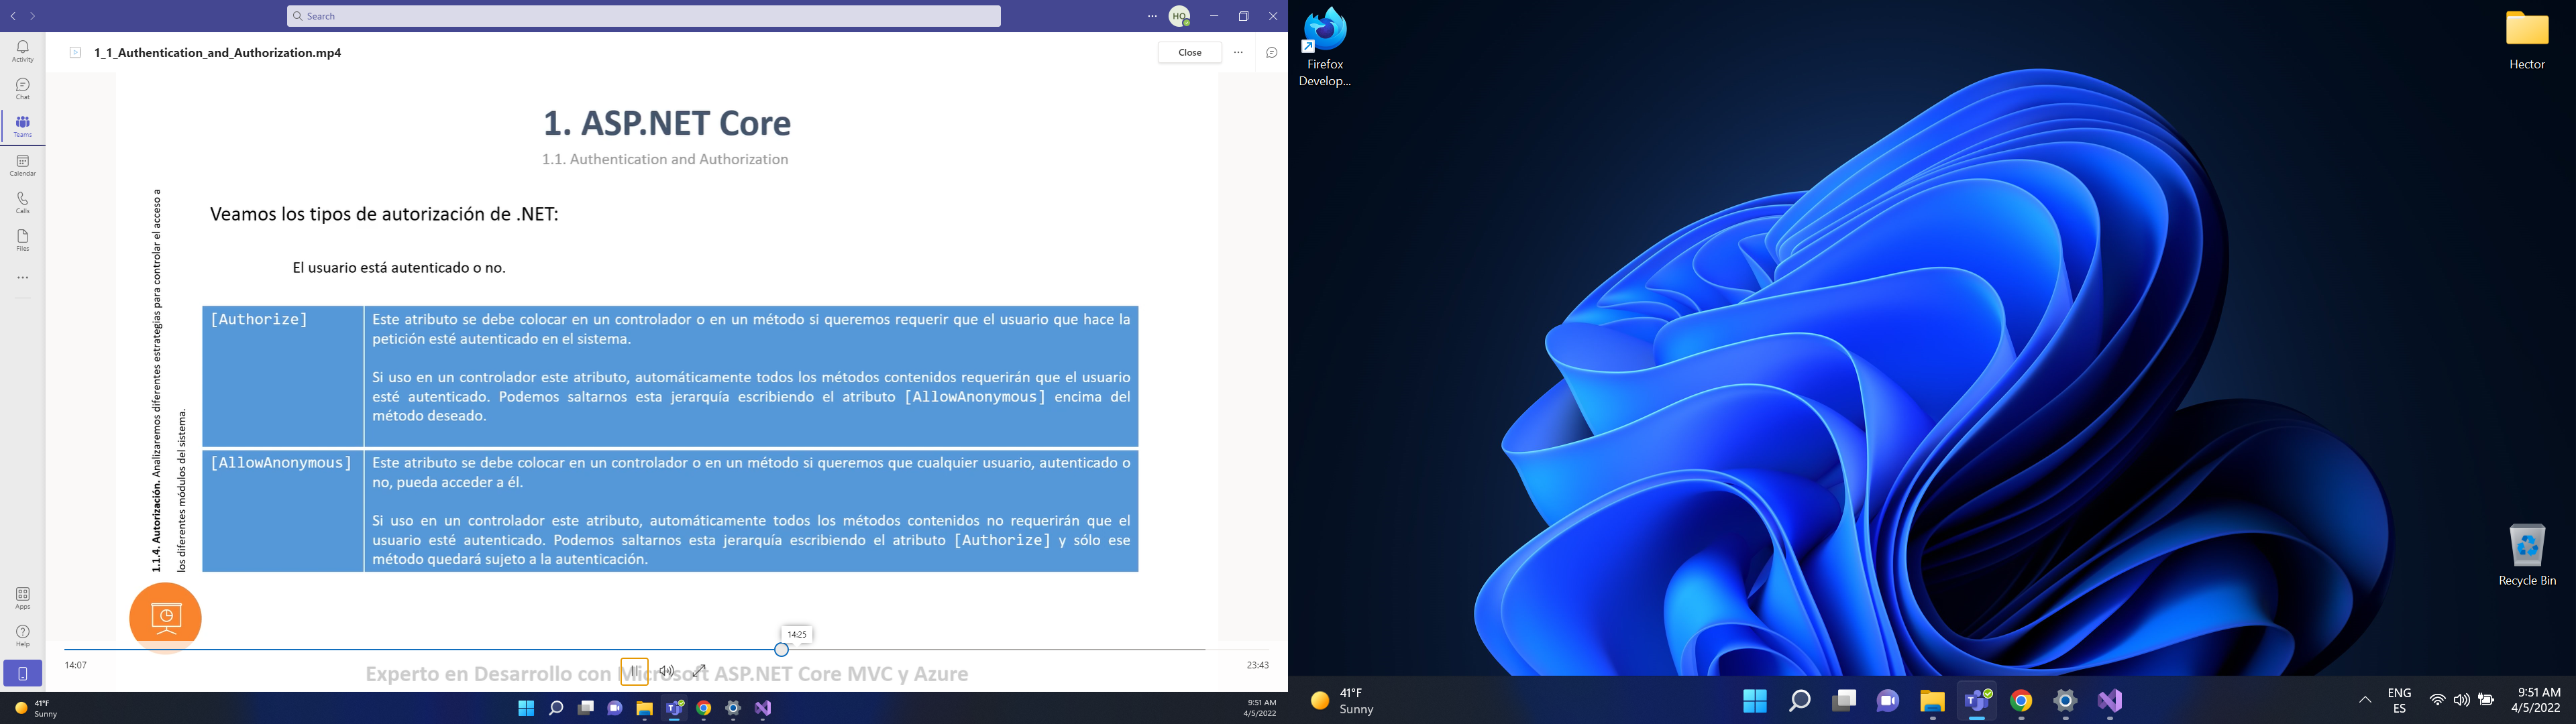 Search
HQ
Activity
Chat
Teams
Calendar
Calls
Files
Apps
Help
1_1_Authentication_and_Authorization.mp4
Close
1. ASP.NET Core
1.1. Authentication and Authorization
1.1.4. Autorización. Analizaremos diferentes estrategias para controlar el acceso a
los diferentes módulos del sistema.
Veamos los tipos de autorización de .NET:
El usuario está autenticado o no.
[Authorize]
Este atributo se debe colocar en un controlador o en un método si queremos requerir que el usuario que hace la
petición esté autenticado en el sistema.
Si uso en un controlador este atributo, automáticamente todos los métodos contenidos requerirán que el usuario
esté autenticado. Podemos saltarnos esta jerarquía escribiendo el atributo [AllowAnonymous] encima del
método deseado.
[AllowAnonymous]
Este atributo se debe colocar en un controlador o en un método si queremos que cualquier usuario, autenticado o
no, pueda acceder a él.
Si uso en un controlador este atributo, automáticamente todos los métodos contenidos no requerirán que el
usuario esté autenticado. Podemos saltarnos esta jerarquía escribiendo el atributo [Authorize] y sólo ese
método quedará sujeto a la autenticación.
14:25
14:07
23:43
Experto en Desarrollo con Microsoft ASP.NET Core MVC y Azure
41°F
Sunny
9:51 AM
4/5/2022
Firefox
Develop...
Hector
Recycle Bin
41°F
Sunny
ENG
ES
9:51 AM
4/5/2022